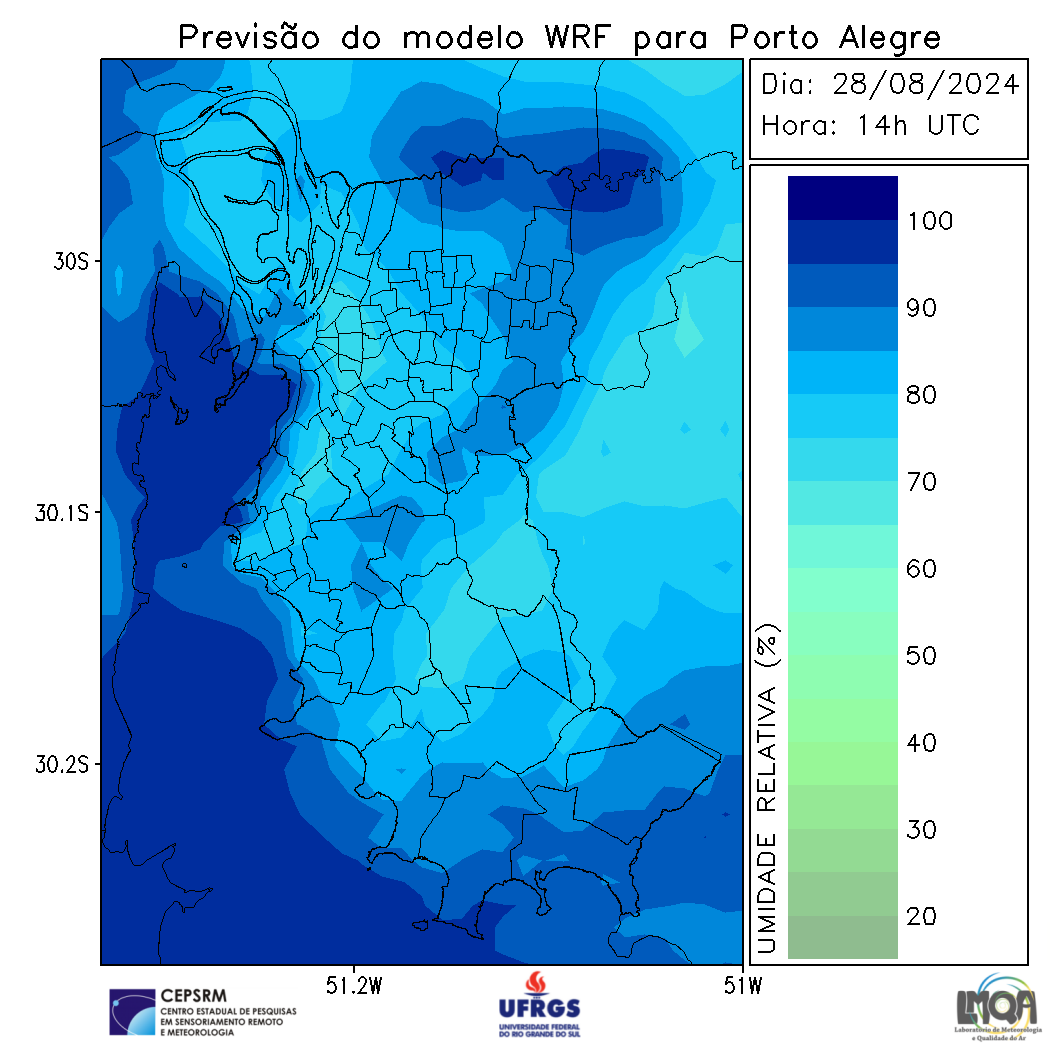 Previsão do modelo WRF para Porto Alegre
Dia: 28/08/2024
Hora: 14h UTC
30S
30.1S
30.2S
51.2W
51W
UMIDADE RELATIVA (%)
100
90
80
70
60
50
40
30
20
CEPSRM
CENTRO ESTADUAL DE PESQUISAS
EM SENSORIAMENTO REMOTO
E METEOROLOGIA
UFRGS
UNIVERSIDADE FEDERAL
DO RIO GRANDE DO SUL
LMQA
Laboratório de Meteorologia
e Qualidade do Ar